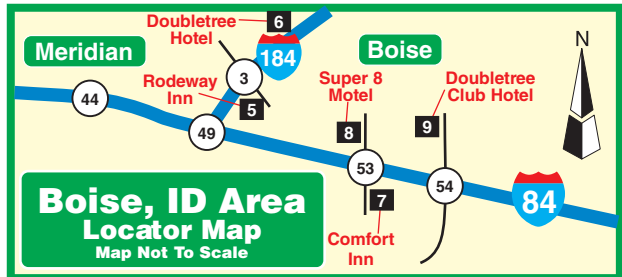 Doubletree
Hotel
6
184
Meridian
Boise
N
Rodeway
Inn
3
5
Super 8
Motel
Doubletree
Club Hotel
44
49
8
9
53
54
7
84
Comfort
Inn
Boise, ID Area
Locator Map
Map Not To Scale